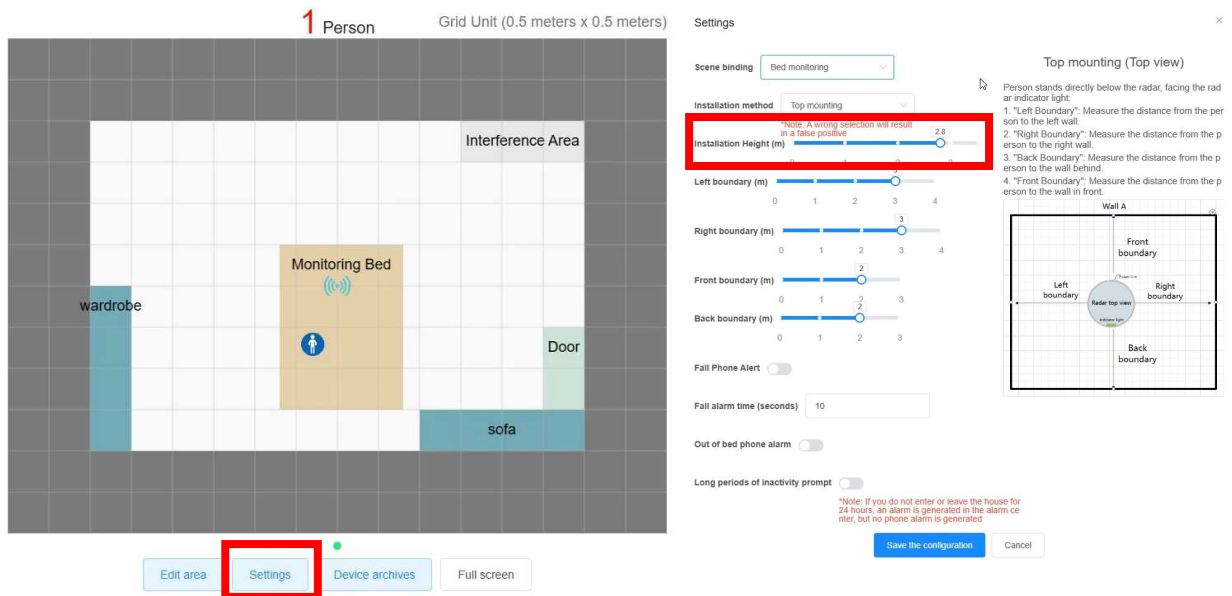 1 Person
Grid Unit (0.5 meters x 0.5 meters)
Interference Area
Monitoring Bed
wardrobe
Door
sofa
Edit area
Settings
Device archives
Full screen
Settings
Scene binding
Bed monitoring
Installation method
Top mounting
*Note: A wrong selection will result
in a false positive
Installation Height (m)
2.8
Left boundary (m)
0 1 2 3 4
Right boundary (m)
3
0 1 2 3 4
Front boundary (m)
2
0 1 2 3
Back boundary (m)
2
0 1 2 3
Fall Phone Alert
Fall alarm time (seconds)
10
Out of bed phone alarm
Long periods of inactivity prompt
*Note: If you do not enter or leave the house for
24 hours, an alarm is generated in the alarm ce
nter, but no phone alarm is generated
Save the configuration
Cancel
Top mounting (Top view)
Person stands directly below the radar, facing the rad
ar indicator light:
1. "Left Boundary": Measure the distance from the per
son to the left wall.
2. "Right Boundary": Measure the distance from the p
erson to the right wall.
3. "Back Boundary": Measure the distance from the p
erson to the wall behind.
4. "Front Boundary": Measure the distance from the p
erson to the wall in front.
Wall A
Front
boundary
Left
boundary
Radar top view
Right
boundary
Indicator light
Back
boundary